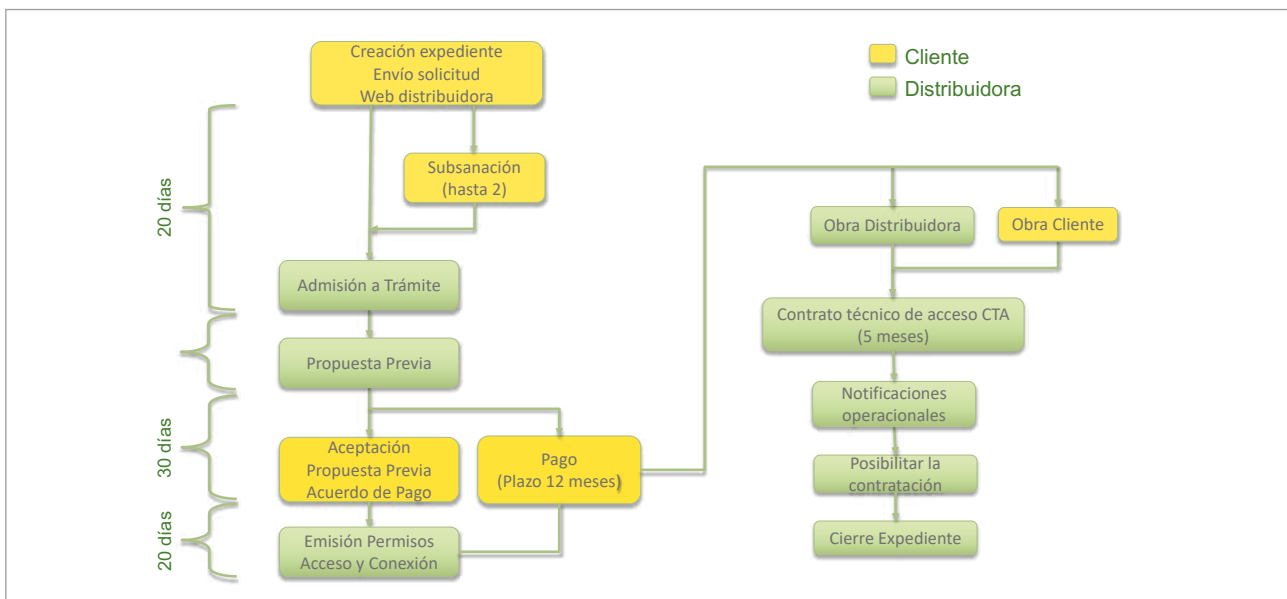 Creación expediente
Envío solicitud
Web distribuidora
Cliente
Distribuidora
20 días
Subsanación
(hasta 2)
Admisión a Trámite
Propuesta Previa
30 días
Aceptación
Propuesta Previa
Acuerdo de Pago
Pago
(Plazo 12 meses)
20 días
Emisión Permisos
Acceso y Conexión
Obra Distribuidora
Obra Cliente
Contrato técnico de acceso CTA
(5 meses)
Notificaciones
operacionales
Posibilitar la
contratación
Cierre Expediente